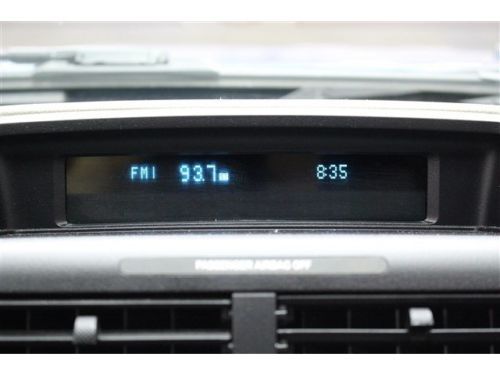 FM1 93.7 8:35
PASSENGER AIRBAG OFF